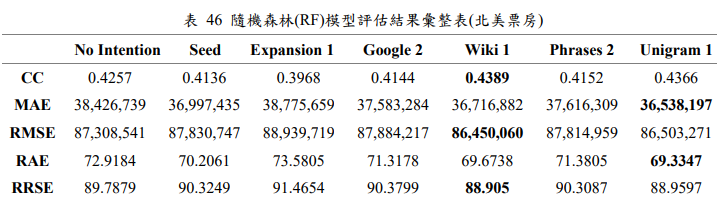 表 46 隨機森林(RF)模型評估結果彙整表(北美票房)
No Intention Seed Expansion 1 Google 2 Wiki 1 Phrases 2 Unigram 1
CC 0.4257 0.4136 0.3968 0.4144 0.4389 0.4152 0.4366
MAE 38,426,739 36,997,435 38,775,659 37,583,284 36,716,882 37,616,309 36,538,197
RMSE 87,308,541 87,830,747 88,939,719 87,884,217 86,450,060 87,814,959 86,503,271
RAE 72.9184 70.2061 73.5805 71.3178 69.6738 71.3805 69.3347
RRSE 89.7879 90.3249 91.4654 90.3799 88.905 90.3087 88.9597